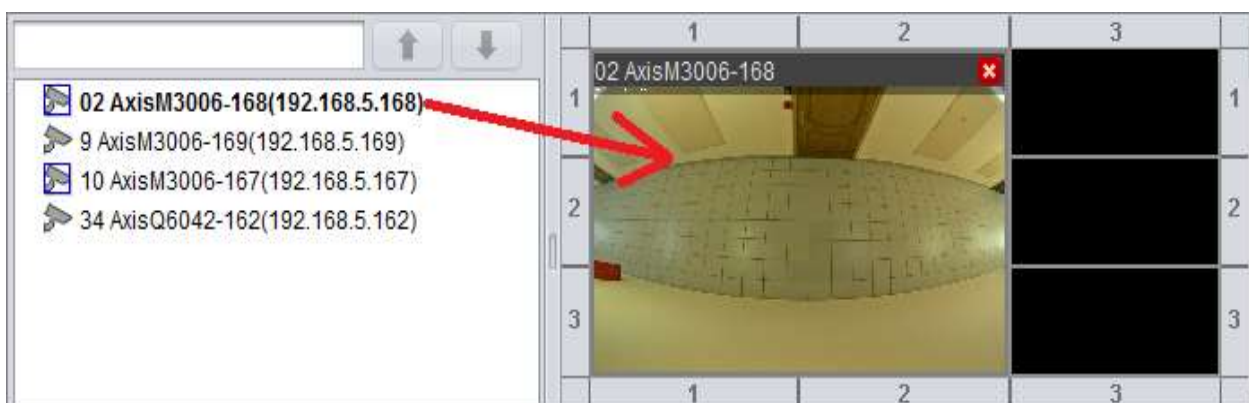 1 2 3
02 AxisM3006-168
02 AxisM3006-168(192.168.5.168)
9 AxisM3006-169(192.168.5.169)
10 AxisM3006-167(192.168.5.167)
34 AxisQ6042-162(192.168.5.162)
1 1
2 2
3 3
1 2 3